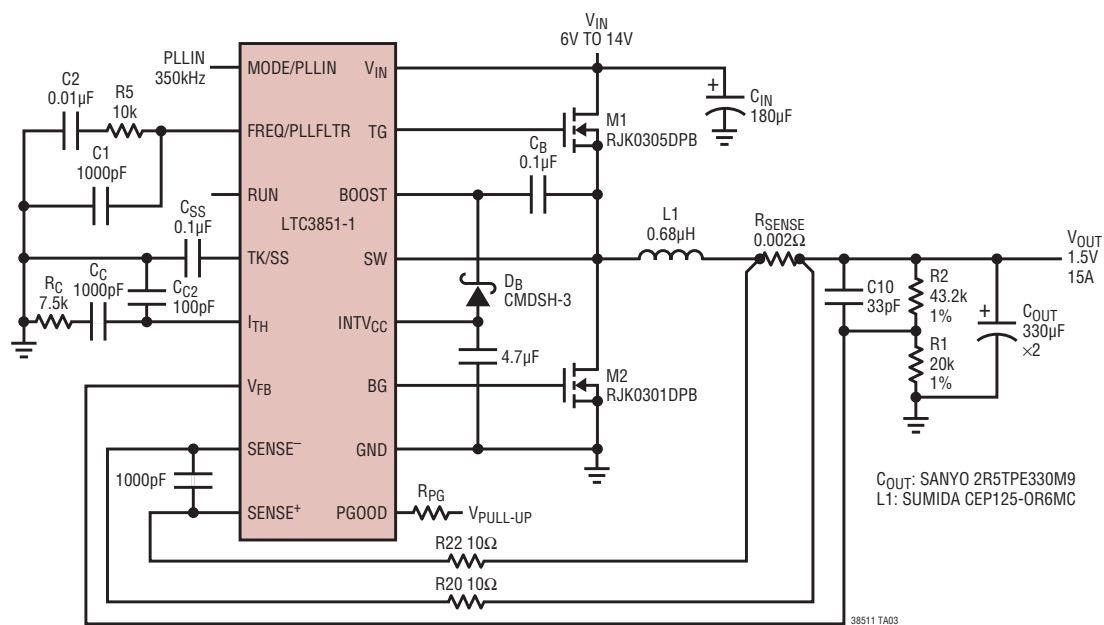 V_IN
6V TO 14V
PLLIN
350kHz
MODE/PLLIN
V_IN
C2
0.01µF
R5
10k
FREQ/PLLFLTR
TG
M1
RJK0305DPB
+
C_IN
180µF
C1
1000pF
C_B
0.1µF
RUN
BOOST
LTC3851-1
C_SS
0.1µF
TK/SS
SW
L1
0.68µH
R_SENSE
0.002Ω
V_OUT
1.5V
15A
R_C
7.5k
C_C
1000pF
C_C2
100pF
D_B
CMDSH-3
C10
33pF
R2
43.2k
1%
+
C_OUT
330µF
×2
I_TH
INTV_CC
4.7µF
R1
20k
1%
V_FB
BG
M2
RJK0301DPB
SENSE⁻
GND
1000pF
SENSE⁺
PGOOD
R_PG
V_PULL-UP
C_OUT: SANYO 2R5TPE330M9
L1: SUMIDA CEP125-OR6MC
R22 10Ω
R20 10Ω
38511 TA03